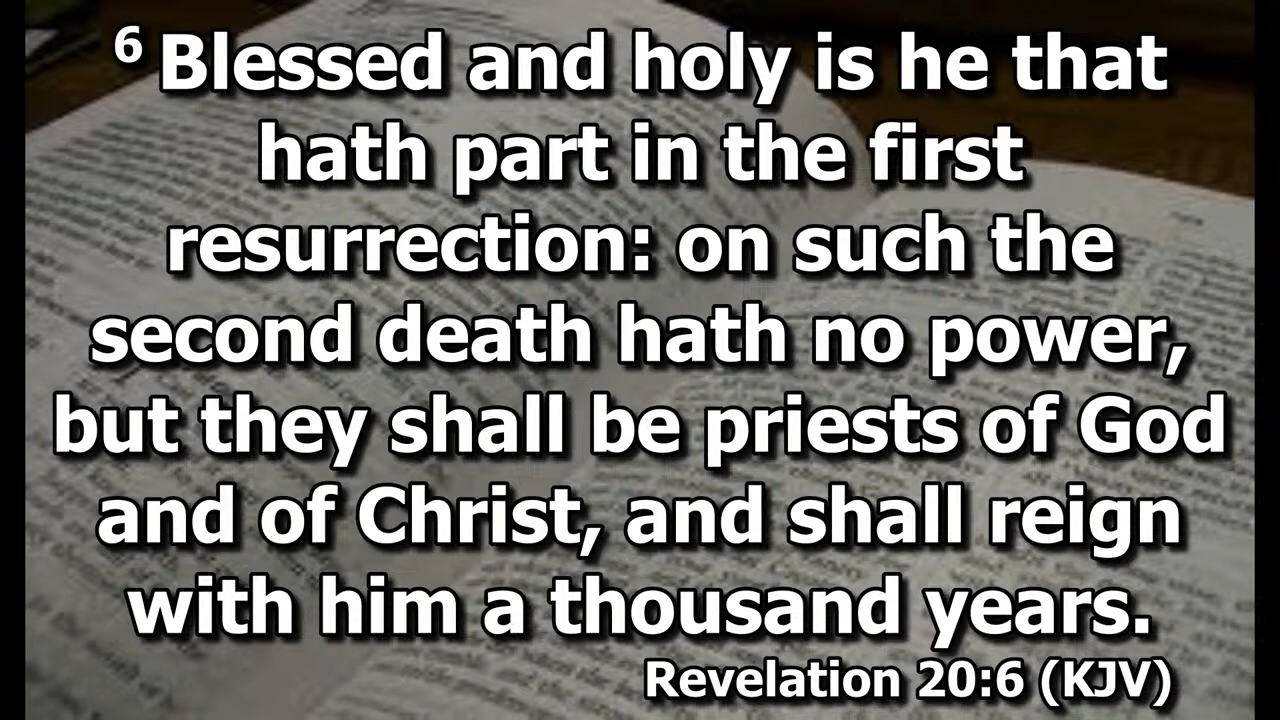 6 Blessed and holy is he that
hath part in the first
resurrection: on such the
second death hath no power,
but they shall be priests of God
and of Christ, and shall reign
with him a thousand years.
Revelation 20:6 (KJV)